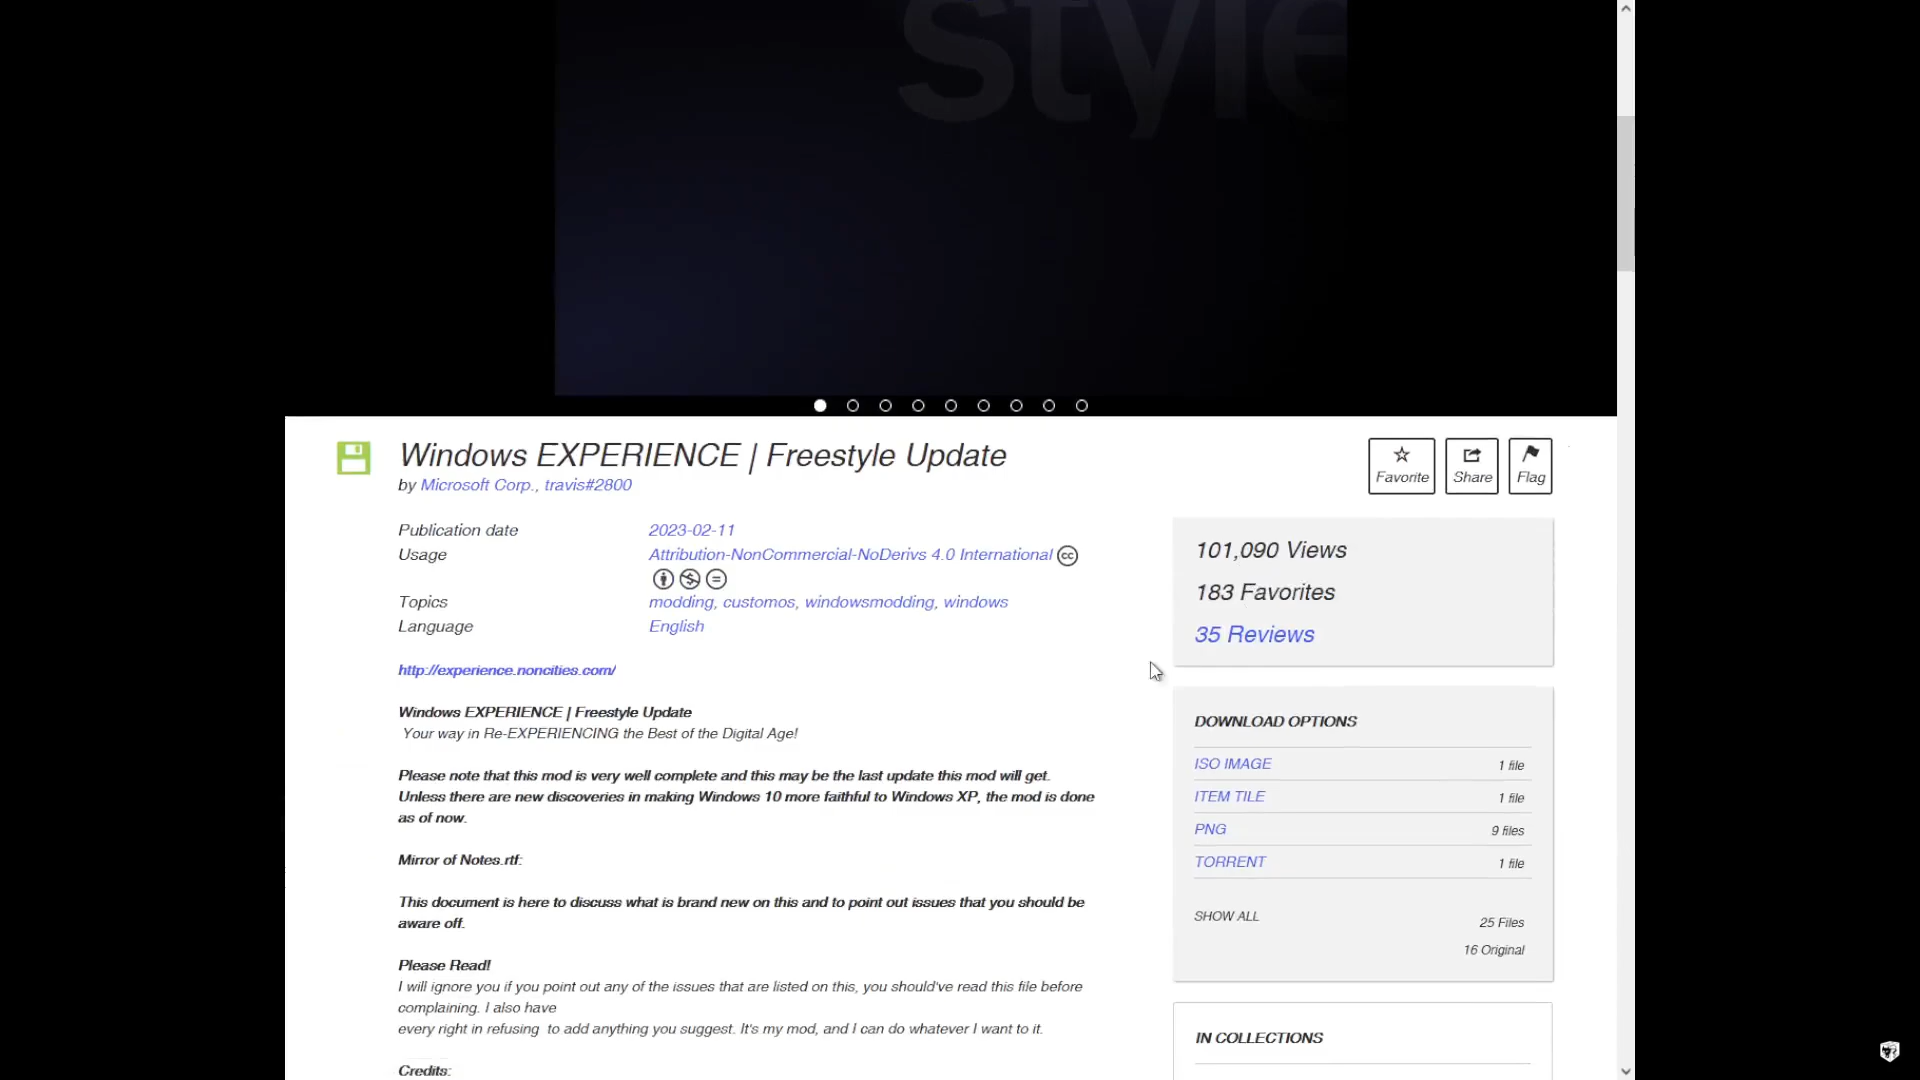 style
Windows EXPERIENCE | Freestyle Update
by Microsoft Corp., travis#2800
Favorite
Share
Flag
Publication date 2023-02-11
Usage Attribution-NonCommercial-NoDerivs 4.0 International
Topics modding, customos, windowsmodding, windows
Language English
http://experience.noncities.com/
Windows EXPERIENCE | Freestyle Update
Your way in Re-EXPERIENCING the Best of the Digital Age!
Please note that this mod is very well complete and this may be the last update this mod will get.
Unless there are new discoveries in making Windows 10 more faithful to Windows XP, the mod is done
as of now.
Mirror of Notes.rtf:
This document is here to discuss what is brand new on this and to point out issues that you should be
aware off.
Please Read!
I will ignore you if you point out any of the issues that are listed on this, you should've read this file before
complaining. I also have
every right in refusing to add anything you suggest. It's my mod, and I can do whatever I want to it.
Credits:
101,090 Views
183 Favorites
35 Reviews
DOWNLOAD OPTIONS
ISO IMAGE 1 file
ITEM TILE 1 file
PNG 9 files
TORRENT 1 file
SHOW ALL 25 Files
16 Original
IN COLLECTIONS